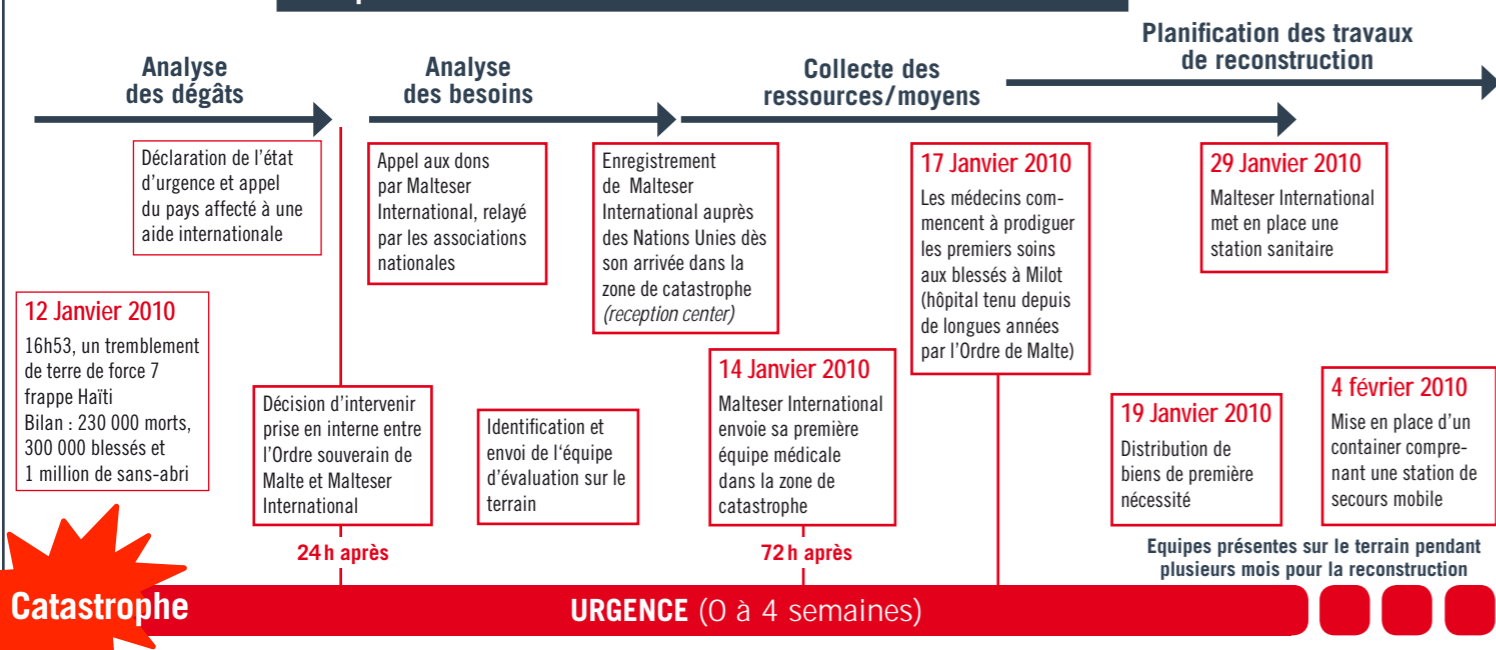 Analyse
des dégâts
Analyse
des besoins
Collecte des
ressources/moyens
Planification des travaux
de reconstruction
Déclaration de l'état
d'urgence et appel
du pays affecté à une
aide internationale
Appel aux dons
par Malteser
International, relayé
par les associations
nationales
Enregistrement
de Malteser
International auprès
des Nations Unies dès
son arrivée dans la
zone de catastrophe
(reception center)
17 Janvier 2010
Les médecins com-
mencent à prodiguer
les premiers soins
aux blessés à Milot
(hôpital tenu depuis
de longues années
par l'Ordre de Malte)
29 Janvier 2010
Malteser International
met en place une
station sanitaire
12 Janvier 2010
16h53, un tremblement
de terre de force 7
frappe Haïti
Bilan : 230 000 morts,
300 000 blessés et
1 million de sans-abri
Décision d'intervenir
prise en interne entre
l'Ordre souverain de
Malte et Malteser
International
Identification et
envoi de l'équipe
d'évaluation sur le
terrain
14 Janvier 2010
Malteser International
envoie sa première
équipe médicale
dans la zone de
catastrophe
19 Janvier 2010
Distribution de
biens de première
nécessité
4 février 2010
Mise en place d'un
container compre-
nant une station de
secours mobile
24 h après
72 h après
Equipes présentes sur le terrain pendant
plusieurs mois pour la reconstruction
Catastrophe
URGENCE (0 à 4 semaines)